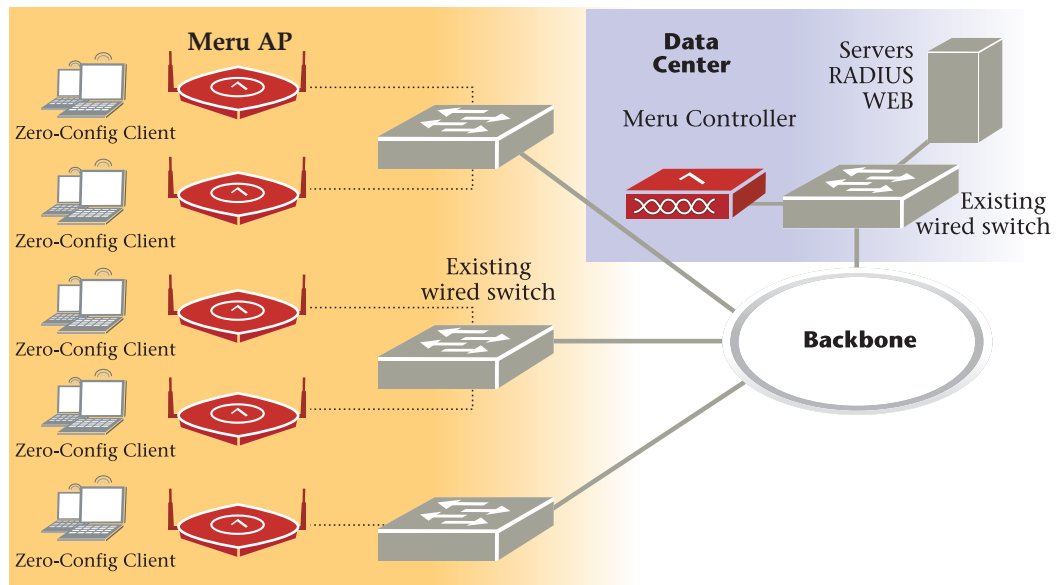 Meru AP
Zero-Config Client
Zero-Config Client
Zero-Config Client
Zero-Config Client
Zero-Config Client
Existing
wired switch
Data
Center
Meru Controller
Servers
RADIUS
WEB
Existing
wired switch
Backbone